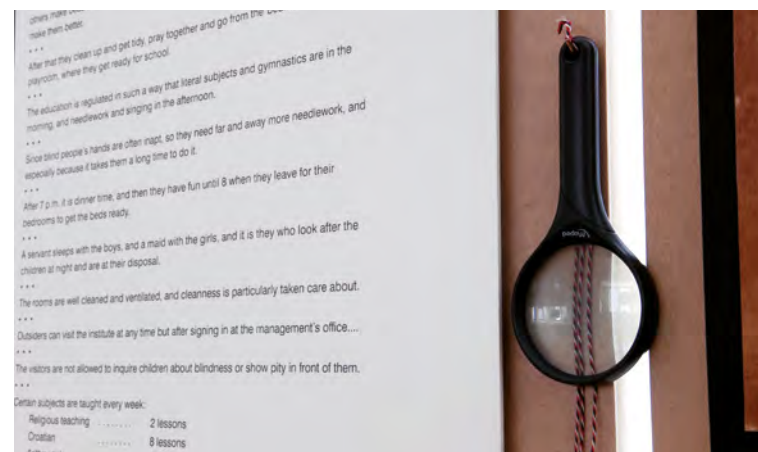 others make
make them better.
• • •
After that they clean up and get tidy, pray together and go from the
playroom, where they get ready for school.
• • •
The education is regulated in such a way that literal subjects and gymnastics are in the
morning, and needlework and singing in the afternoon.
• • •
Since blind people's hands are often inapt, so they need far and away more needlework, and
especially because it takes them a long time to do it.
• • •
After 7 p.m. it is dinner time, and then they have fun until 8 when they leave for their
bedrooms to get the beds ready.
• • •
A servant sleeps with the boys, and a maid with the girls, and it is they who look after the
children at night and are at their disposal.
• • •
The rooms are well cleaned and ventilated, and cleanness is particularly taken care about.
• • •
Outsiders can visit the institute at any time but after signing in at the management's office....
• • •
The visitors are not allowed to inquire children about blindness or show pity in front of them.
• • •
Certain subjects are taught every week:
Religious teaching ........ 2 lessons
Croatian ........ 8 lessons